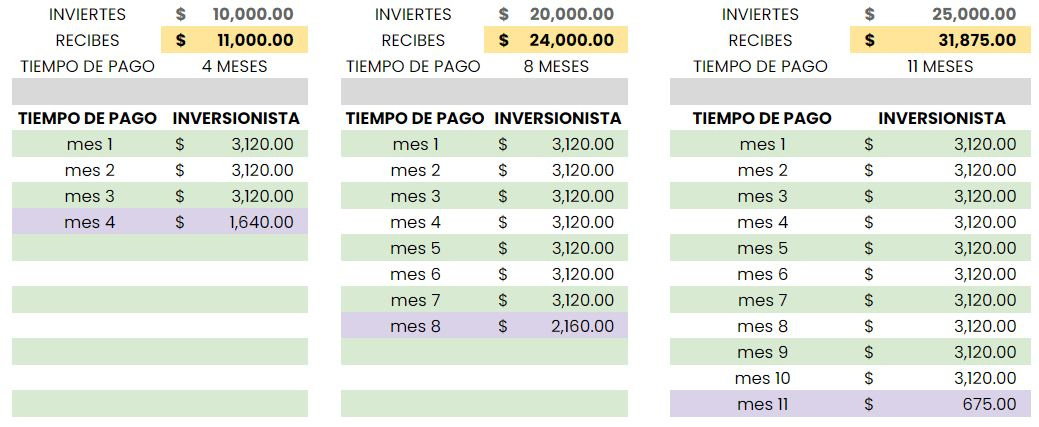 INVIERTES $ 10,000.00
RECIBES $ 11,000.00
TIEMPO DE PAGO 4 MESES
TIEMPO DE PAGO INVERSIONISTA
mes 1 $ 3,120.00
mes 2 $ 3,120.00
mes 3 $ 3,120.00
mes 4 $ 1,640.00
INVIERTES $ 20,000.00
RECIBES $ 24,000.00
TIEMPO DE PAGO 8 MESES
TIEMPO DE PAGO INVERSIONISTA
mes 1 $ 3,120.00
mes 2 $ 3,120.00
mes 3 $ 3,120.00
mes 4 $ 3,120.00
mes 5 $ 3,120.00
mes 6 $ 3,120.00
mes 7 $ 3,120.00
mes 8 $ 2,160.00
INVIERTES $ 25,000.00
RECIBES $ 31,875.00
TIEMPO DE PAGO 11 MESES
TIEMPO DE PAGO INVERSIONISTA
mes 1 $ 3,120.00
mes 2 $ 3,120.00
mes 3 $ 3,120.00
mes 4 $ 3,120.00
mes 5 $ 3,120.00
mes 6 $ 3,120.00
mes 7 $ 3,120.00
mes 8 $ 3,120.00
mes 9 $ 3,120.00
mes 10 $ 3,120.00
mes 11 $ 675.00